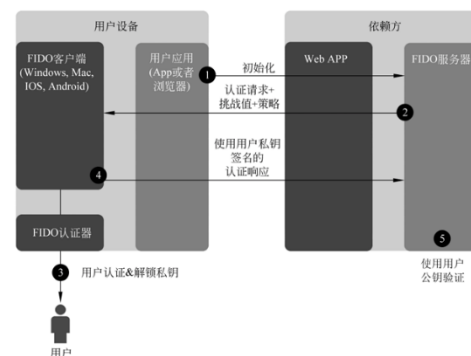 用户设备
依赖方
FIDO客户端
(Windows, Mac,
IOS, Android)
用户应用
(App或者
浏览器)
Web APP
FIDO服务器
1
初始化
认证请求+
挑战值+策略
2
使用用户私钥
签名的
认证响应
4
FIDO认证器
5
使用用户
公钥验证
3
用户认证&解锁私钥
用户